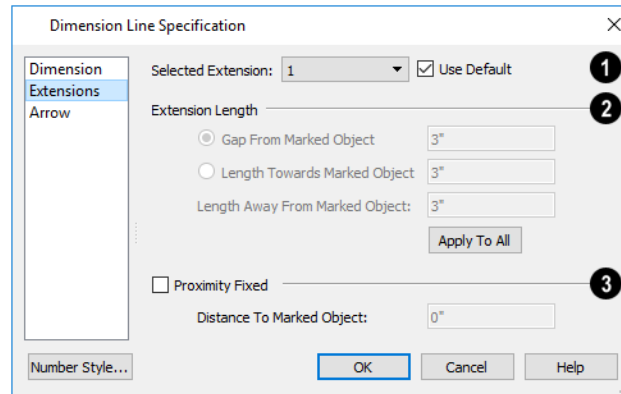 Dimension Line Specification
Dimension
Extensions
Arrow
Selected Extension: 1 Use Default 1
Extension Length 2
Gap From Marked Object 3"
Length Towards Marked Object 3"
Length Away From Marked Object: 3"
Apply To All
Proximity Fixed 3
Distance To Marked Object: 0"
Number Style... OK Cancel Help